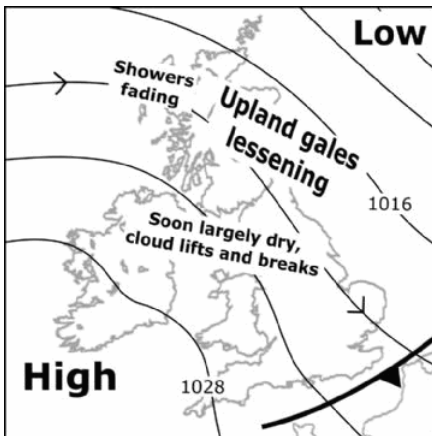 Low
Showers
fading
Upland gales
lessening
1016
Soon largely dry,
cloud lifts and breaks
High
1028